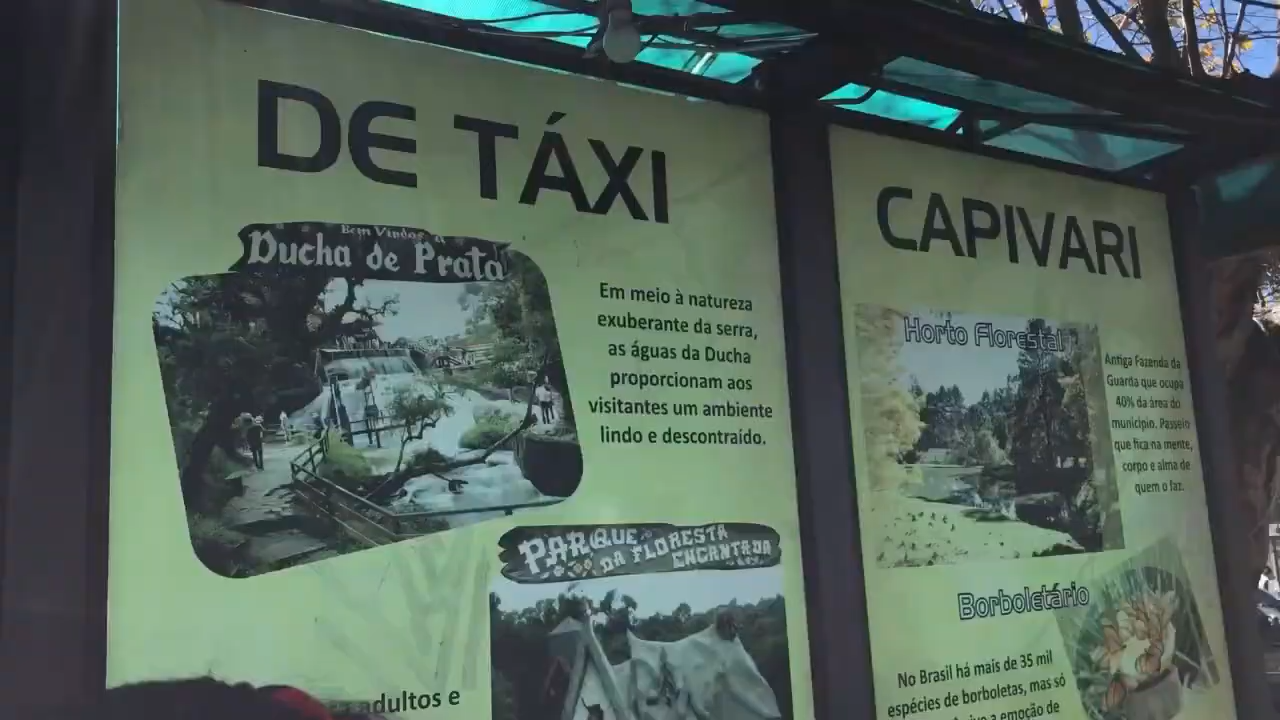 DE TÁXI
Bem Vindos à
Ducha de Prata
Em meio à natureza
exuberante da serra,
as águas da Ducha
proporcionam aos
visitantes um ambiente
lindo e descontraído.
PARQUE
DA FLORESTA
ENCANTADA
adultos e
CAPIVARI
Horto Florestal
Antiga Fazenda da
Guarda que ocupa
40% da área do
município. Passeio
que fica na mente,
corpo e alma de
quem o faz.
Borboletário
No Brasil há mais de 35 mil
espécies de borboletas, mas só
a emoção de